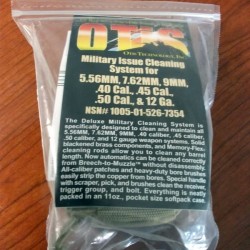 OTIS
OTIS TECHNOLOGY, INC.
Military Issue Cleaning
System for
5.56MM, 7.62MM, 9MM,
.40 Cal., .45 Cal.,
.50 Cal., & 12 Ga.
NSN# 1005-01-526-7354
The Deluxe Military Cleaning System is
specifically designed to clean and maintain all
5.56MM, 7.62MM, 9MM, .40 caliber, .45 caliber,
.50 caliber, and 12 gauge weapons systems. Solid
blackened brass components, and Memory-Flex
cleaning rods allow you to clean any barrel
length. Now automatics can be cleaned correctly
from Breech-to-Muzzle™ without disassembly.
All-caliber patches and heavy-duty bore brushes
easily strip the copper from bores. Special handle
with scraper, pick, and brushes clean the receiver,
trigger group, and bolt. Everything is neatly
packed in an 11oz., pocket size softpack case.